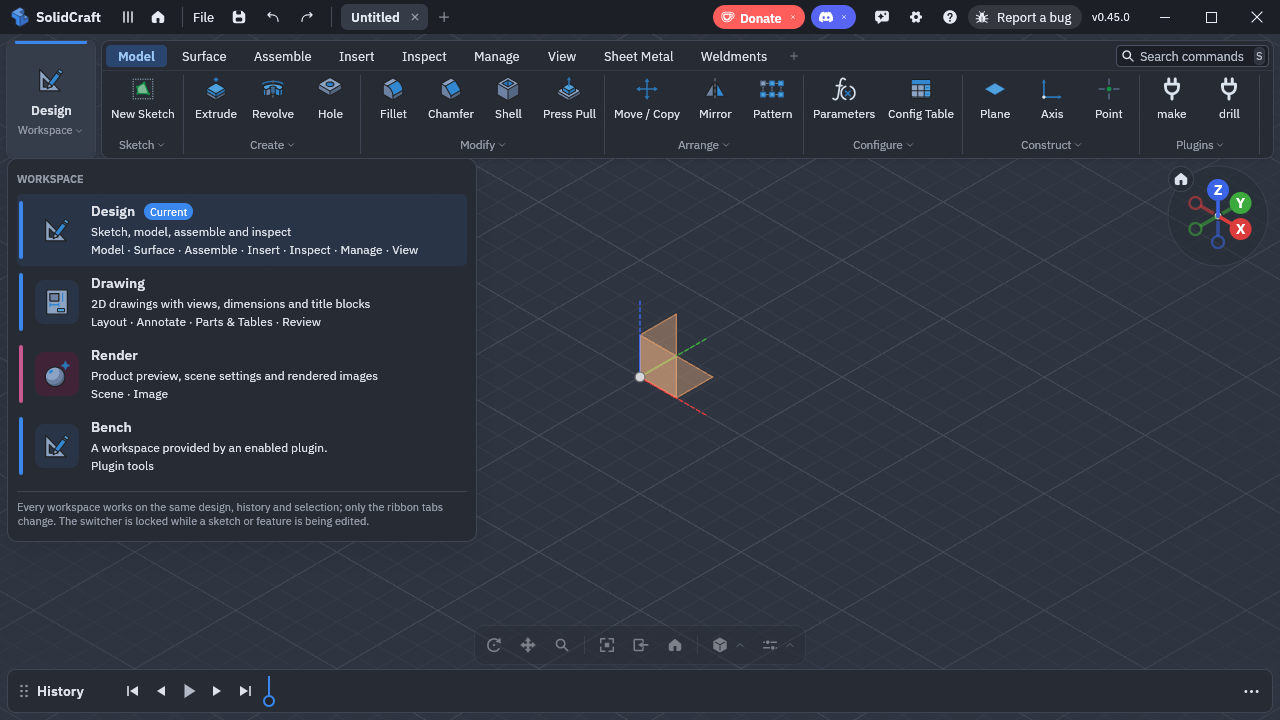 SolidCraft
File
Untitled
Donate
Report a bug
v0.45.0
Design
Workspace
Model
Surface
Assemble
Insert
Inspect
Manage
View
Sheet Metal
Weldments
Search commands
S
New Sketch
Extrude
Revolve
Hole
Fillet
Chamfer
Shell
Press Pull
Move / Copy
Mirror
Pattern
Parameters
Config Table
Plane
Axis
Point
make
drill
Sketch
Create
Modify
Arrange
Configure
Construct
Plugins
WORKSPACE
Design Current
Sketch, model, assemble and inspect
Model · Surface · Assemble · Insert · Inspect · Manage · View
Drawing
2D drawings with views, dimensions and title blocks
Layout · Annotate · Parts & Tables · Review
Render
Product preview, scene settings and rendered images
Scene · Image
Bench
A workspace provided by an enabled plugin.
Plugin tools
Every workspace works on the same design, history and selection; only the ribbon tabs
change. The switcher is locked while a sketch or feature is being edited.
Z
Y
X
History